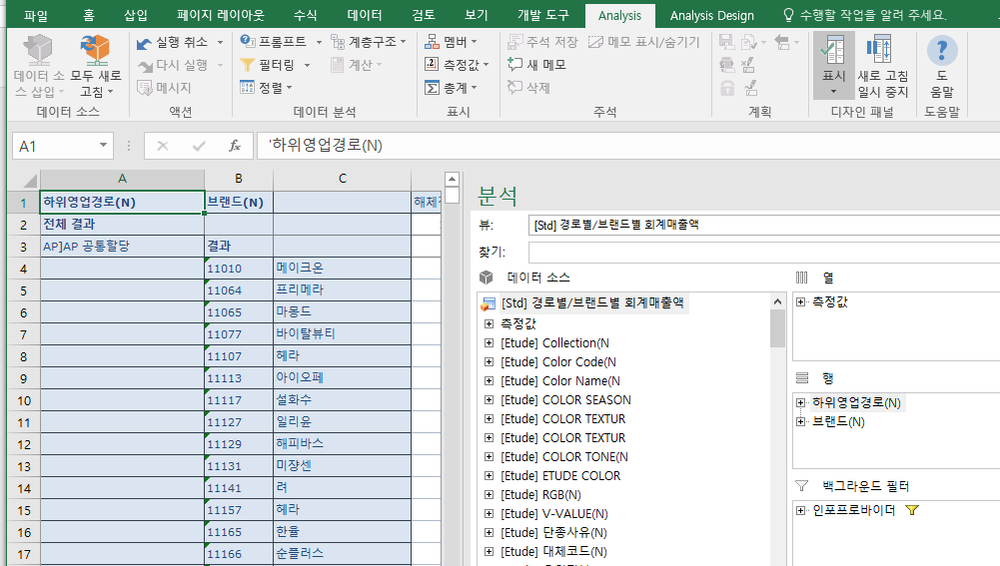 파일 홈 삽입 페이지 레이아웃 수식 데이터 검토 보기 개발 도구 Analysis Analysis Design 수행할 작업을 알려 주세요.
데이터 소스 삽입
모두 새로 고침
데이터 소스
실행 취소
다시 실행
메시지
액션
프롬프트
필터링
정렬
계층구조
계산
데이터 분석
멤버
측정값
총계
표시
주석 저장
메모 표시/숨기기
새 메모
삭제
주석
계획
표시
새로 고침 일시 중지
디자인 패널
도움말
도움말
A1 fx '하위영업경로(N)
A B C
1 하위영업경로(N) 브랜드(N)
2 전체 결과
3 AP]AP 공통할당 결과
4 11010 메이크온
5 11064 프리메라
6 11065 마몽드
7 11077 바이탈뷰티
8 11107 헤라
9 11113 아이오페
10 11117 설화수
11 11127 일리윤
12 11129 해피바스
13 11131 미쟝센
14 11141 려
15 11157 헤라
16 11165 한율
17 11166 순플러스
분석
뷰: [Std] 경로별/브랜드별 회계매출액
찾기:
데이터 소스
[Std] 경로별/브랜드별 회계매출액
측정값
[Etude] Collection(N
[Etude] Color Code(N
[Etude] Color Name(N
[Etude] COLOR SEASON
[Etude] COLOR TEXTUR
[Etude] COLOR TEXTUR
[Etude] COLOR TONE(N
[Etude] ETUDE COLOR
[Etude] RGB(N)
[Etude] V-VALUE(N)
[Etude] 단종사유(N)
[Etude] 대체코드(N)
열
측정값
행
하위영업경로(N)
브랜드(N)
백그라운드 필터
인포프로바이더